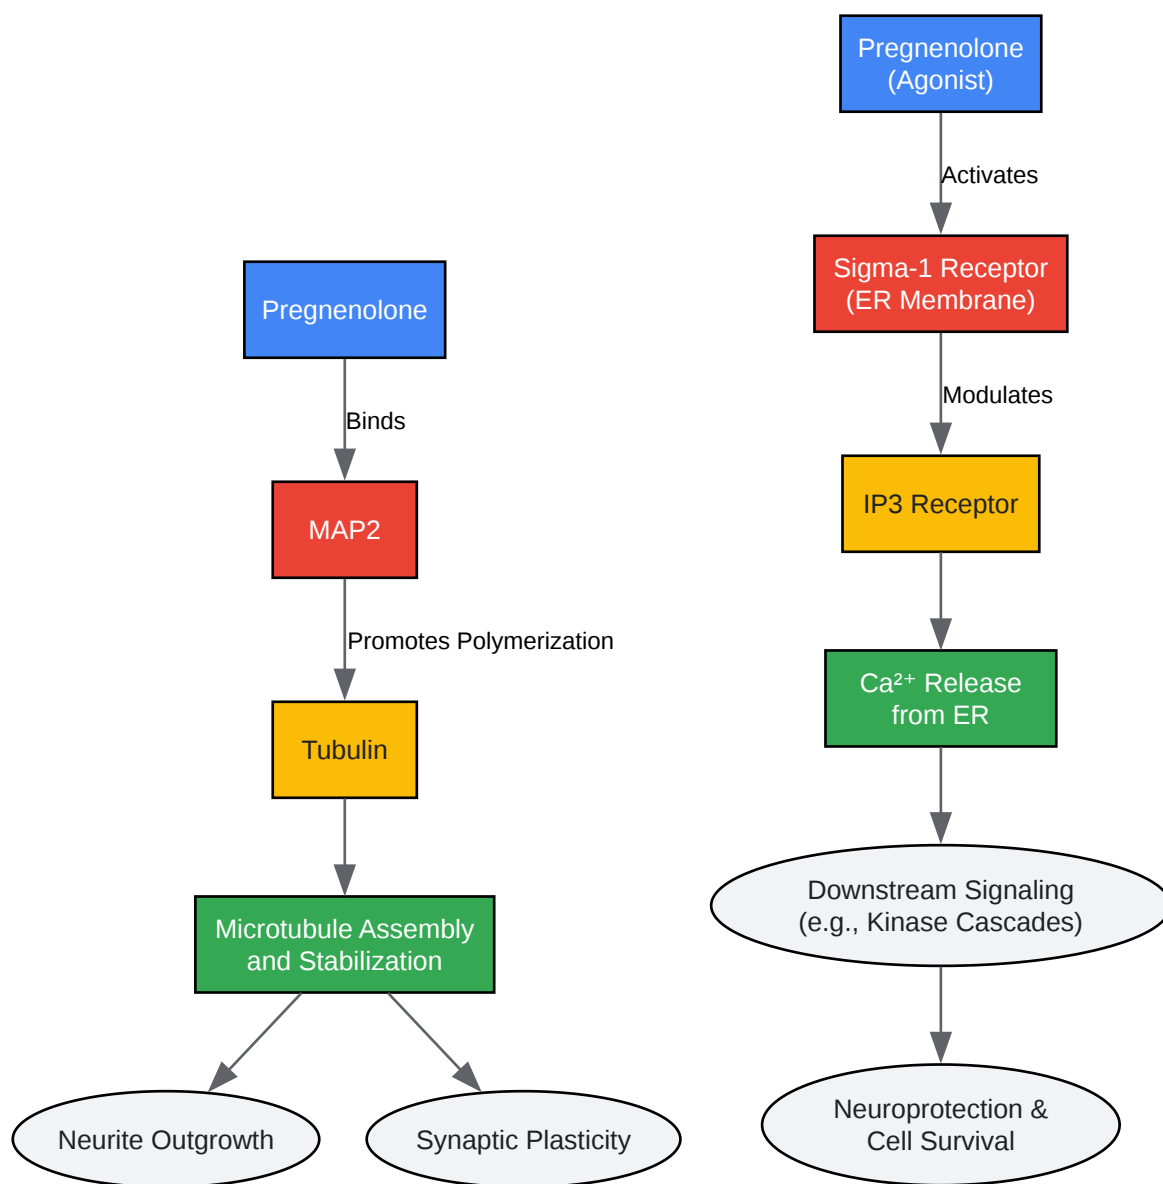 Pregnenolone
Binds
MAP2
Promotes Polymerization
Tubulin
Microtubule Assembly
and Stabilization
Neurite Outgrowth
Synaptic Plasticity
Pregnenolone
(Agonist)
Activates
Sigma-1 Receptor
(ER Membrane)
Modulates
IP3 Receptor
Ca²⁺ Release
from ER
Downstream Signaling
(e.g., Kinase Cascades)
Neuroprotection &
Cell Survival